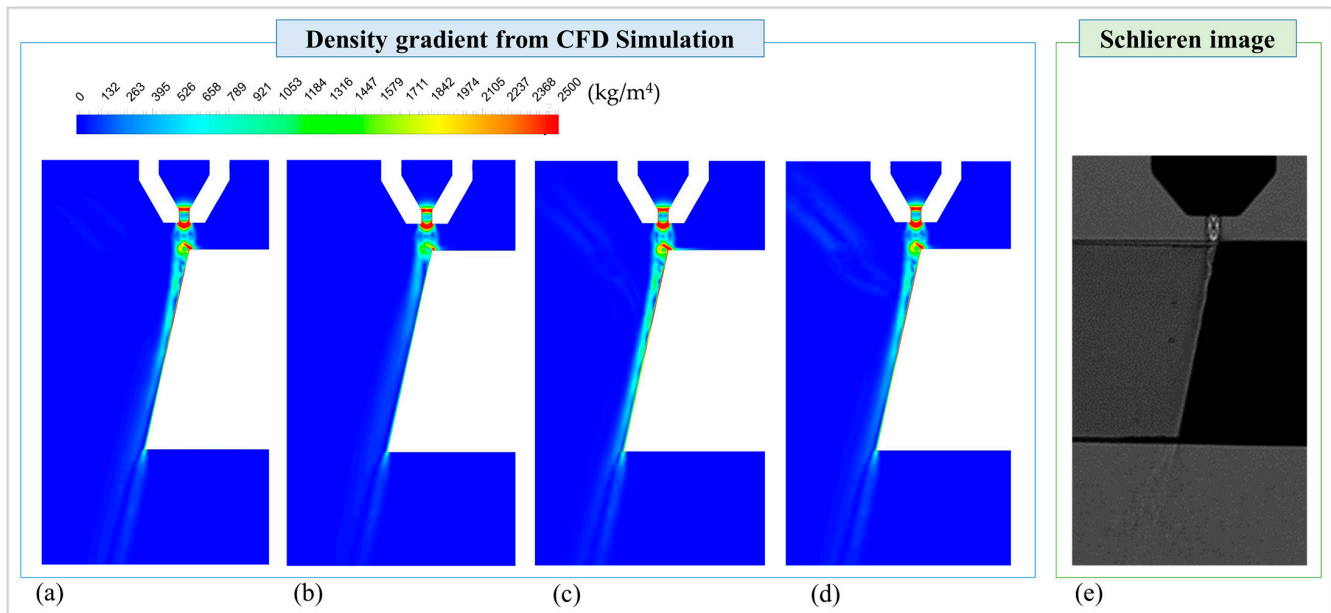 Density gradient from CFD Simulation
Schlieren image
0 132 263 395 526 658 789 921 1053 1184 1316 1447 1579 1711 1842 1974 2105 2237 2368 2500 (kg/m⁴)
(a) (b) (c) (d) (e)